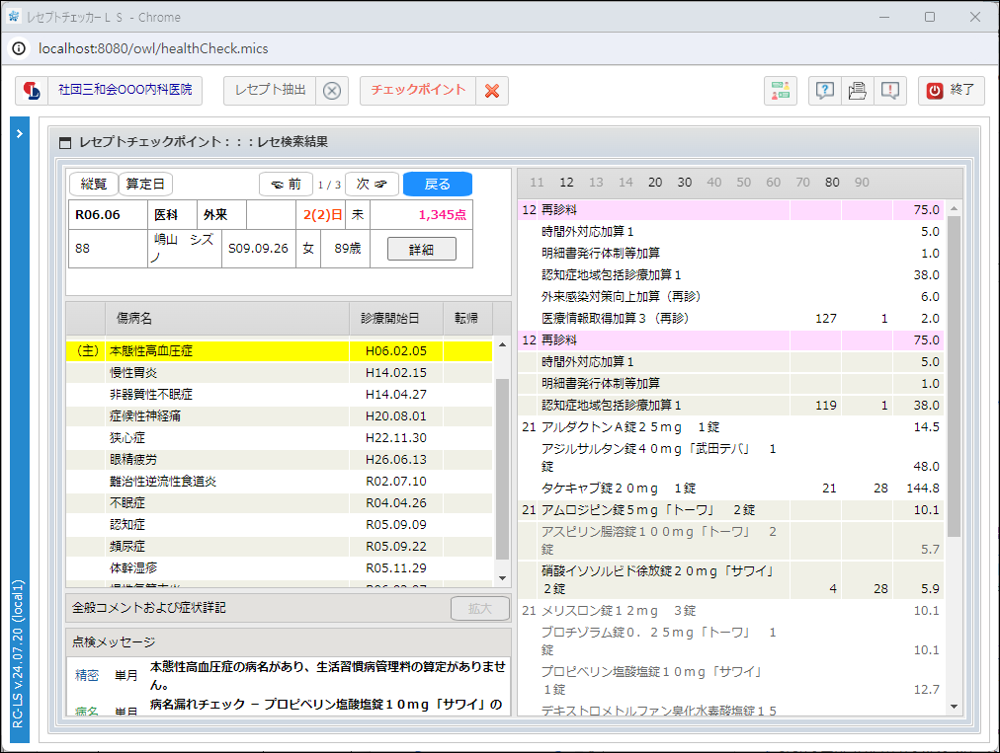 レセプトチェッカーＬＳ - Chrome
localhost:8080/owl/healthCheck.mics
社団三和会OOO内科医院
レセプト抽出
チェックポイント
終了
レセプトチェックポイント：：：レセ検索結果
縦覧 算定日 前 1 / 3 次 戻る
R06.06 医科 外来 2(2)日 未 1,345点
88 嶋山 シズノ S09.09.26 女 89歳 詳細
傷病名 診療開始日 転帰
(主) 本態性高血圧症 H06.02.05
慢性胃炎 H14.02.15
非器質性不眠症 H14.04.27
症候性神経痛 H20.08.01
狭心症 H22.11.30
眼精疲労 H26.06.13
難治性逆流性食道炎 R02.07.10
不眠症 R04.04.26
認知症 R05.09.09
頻尿症 R05.09.22
体幹湿疹 R05.11.29
全般コメントおよび症状詳記 拡大
点検メッセージ
精密 単月 本態性高血圧症の病名があり、生活習慣病管理料の算定がありません。
病名 単月 病名漏れチェック − プロピベリン塩酸塩錠１０ｍｇ「サワイ」の
11 12 13 14 20 30 40 50 60 70 80 90
12 再診料 75.0
時間外対応加算１ 5.0
明細書発行体制等加算 1.0
認知症地域包括診療加算１ 38.0
外来感染対策向上加算（再診） 6.0
医療情報取得加算３（再診） 127 1 2.0
12 再診料 75.0
時間外対応加算１ 5.0
明細書発行体制等加算 1.0
認知症地域包括診療加算１ 119 1 38.0
21 アルダクトンＡ錠２５ｍｇ １錠 14.5
アジルサルタン錠４０ｍｇ「武田テバ」 １
錠 48.0
タケキャブ錠２０ｍｇ １錠 21 28 144.8
21 アムロジピン錠５ｍｇ「トーワ」 ２錠 10.1
アスピリン腸溶錠１００ｍｇ「トーワ」 ２
錠 5.7
硝酸イソソルビド徐放錠２０ｍｇ「サワイ」
２錠 4 28 5.9
21 メリスロン錠１２ｍｇ ３錠 10.1
ブロチゾラム錠０．２５ｍｇ「トーワ」 １
錠 10.1
プロピベリン塩酸塩錠１０ｍｇ「サワイ」
１錠 12.7
デキストロメトルファン臭化水素酸塩錠１５
RC-LS v.24.07.20 (local1)